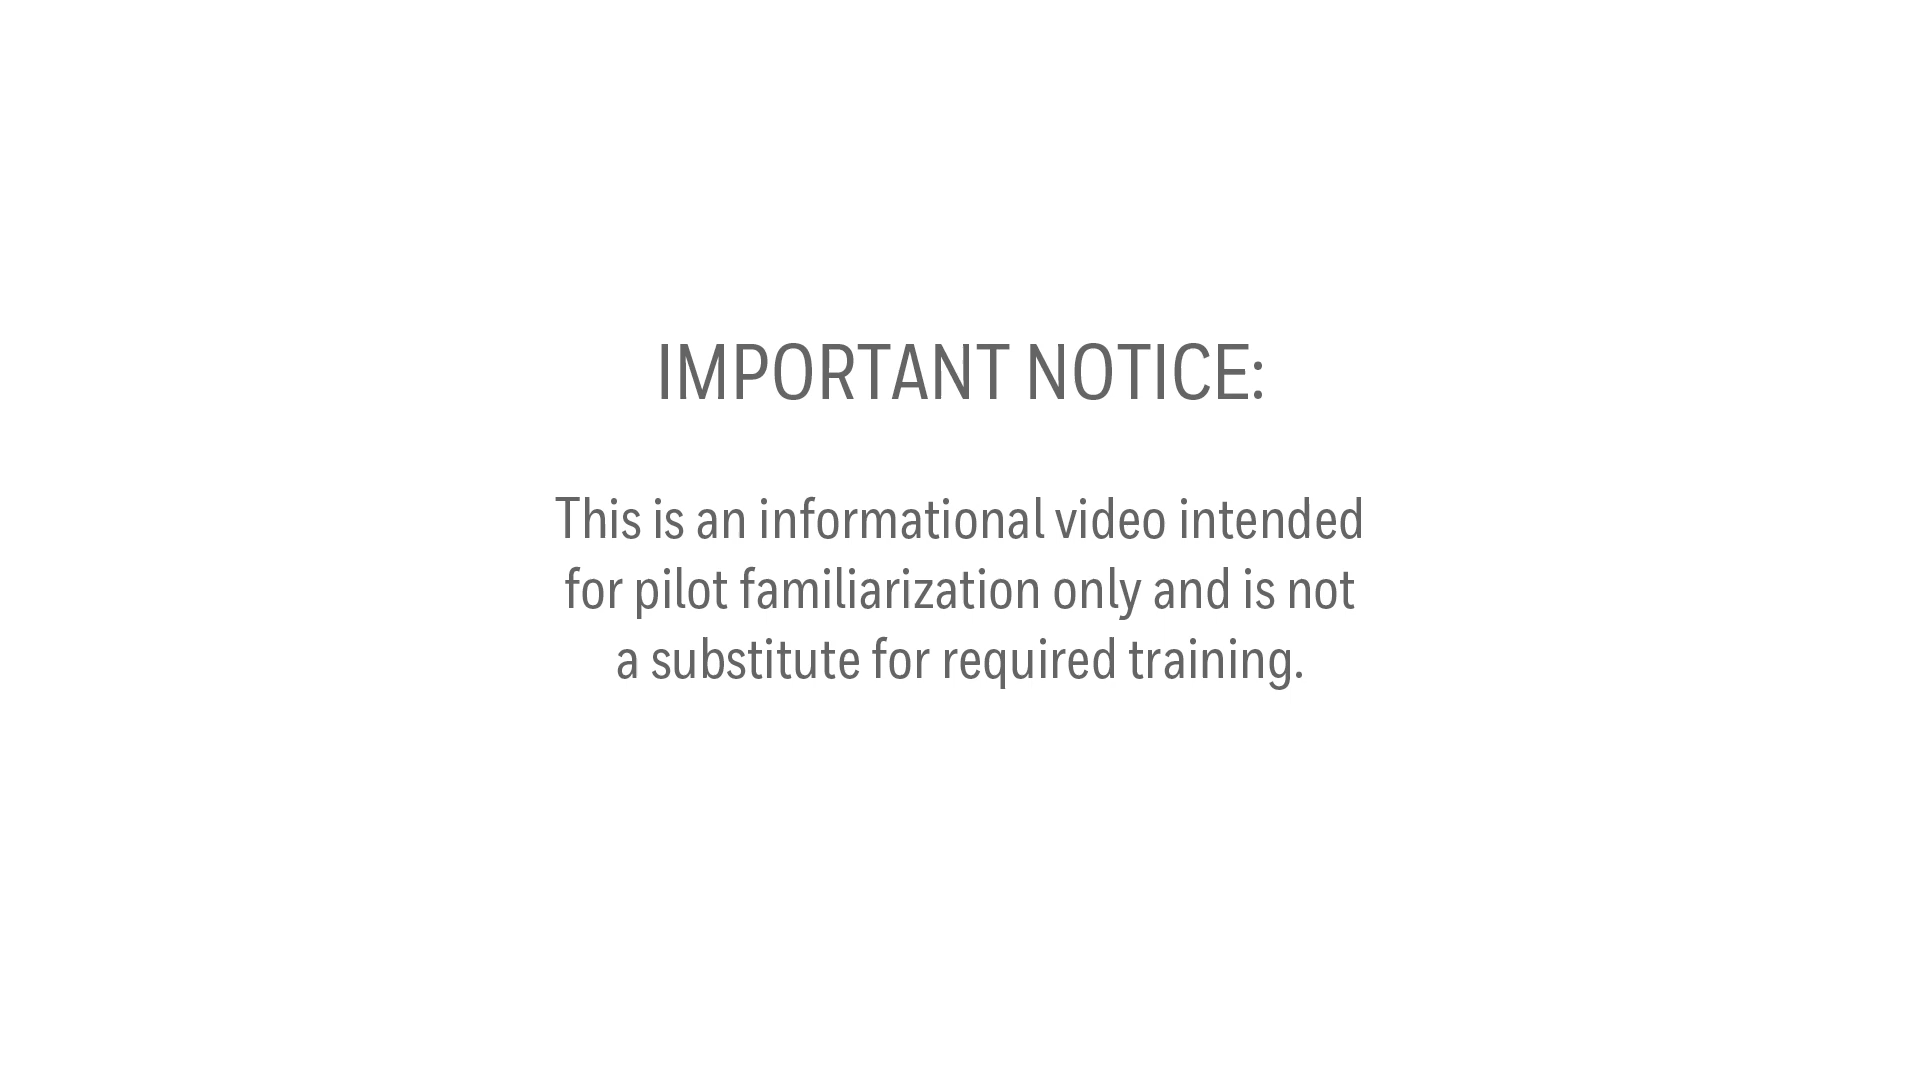 IMPORTANT NOTICE:
This is an informational video intended
for pilot familiarization only and is not
a substitute for required training.